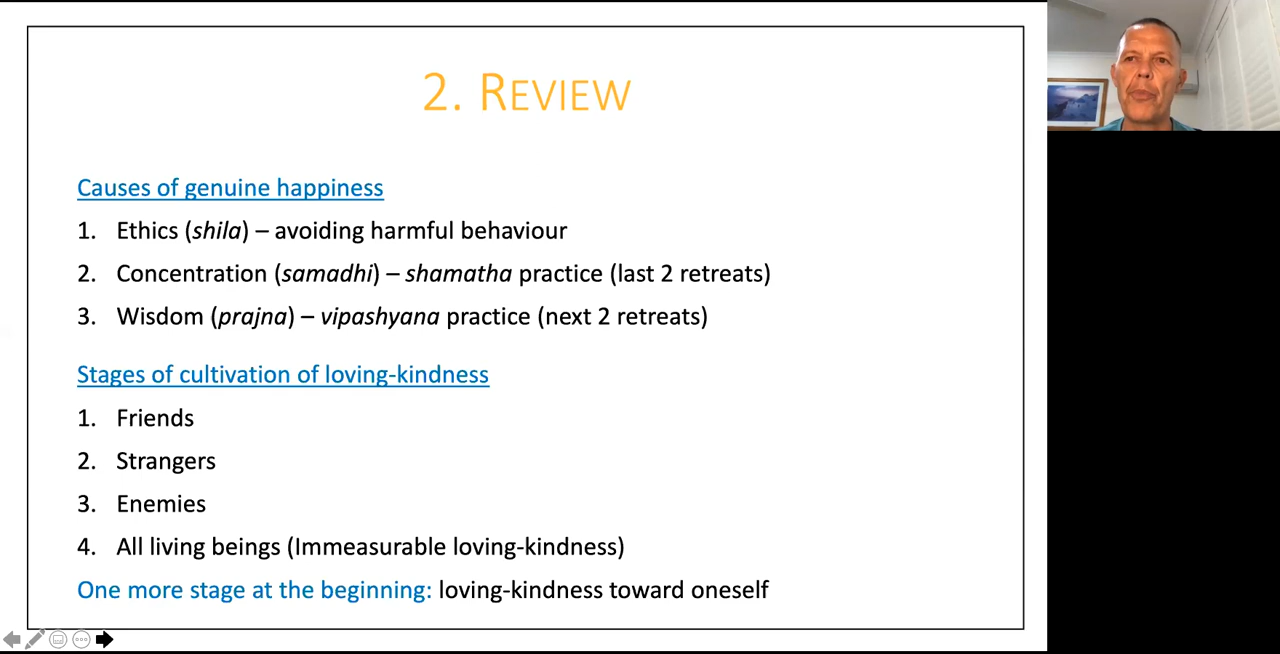 2. REVIEW
Causes of genuine happiness
1. Ethics (shila) – avoiding harmful behaviour
2. Concentration (samadhi) – shamatha practice (last 2 retreats)
3. Wisdom (prajna) – vipashyana practice (next 2 retreats)
Stages of cultivation of loving-kindness
1. Friends
2. Strangers
3. Enemies
4. All living beings (Immeasurable loving-kindness)
One more stage at the beginning: loving-kindness toward oneself